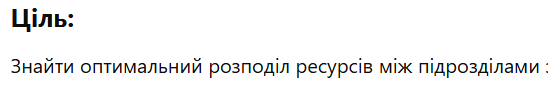 Ціль:
Знайти оптимальний розподіл ресурсів між підрозділами